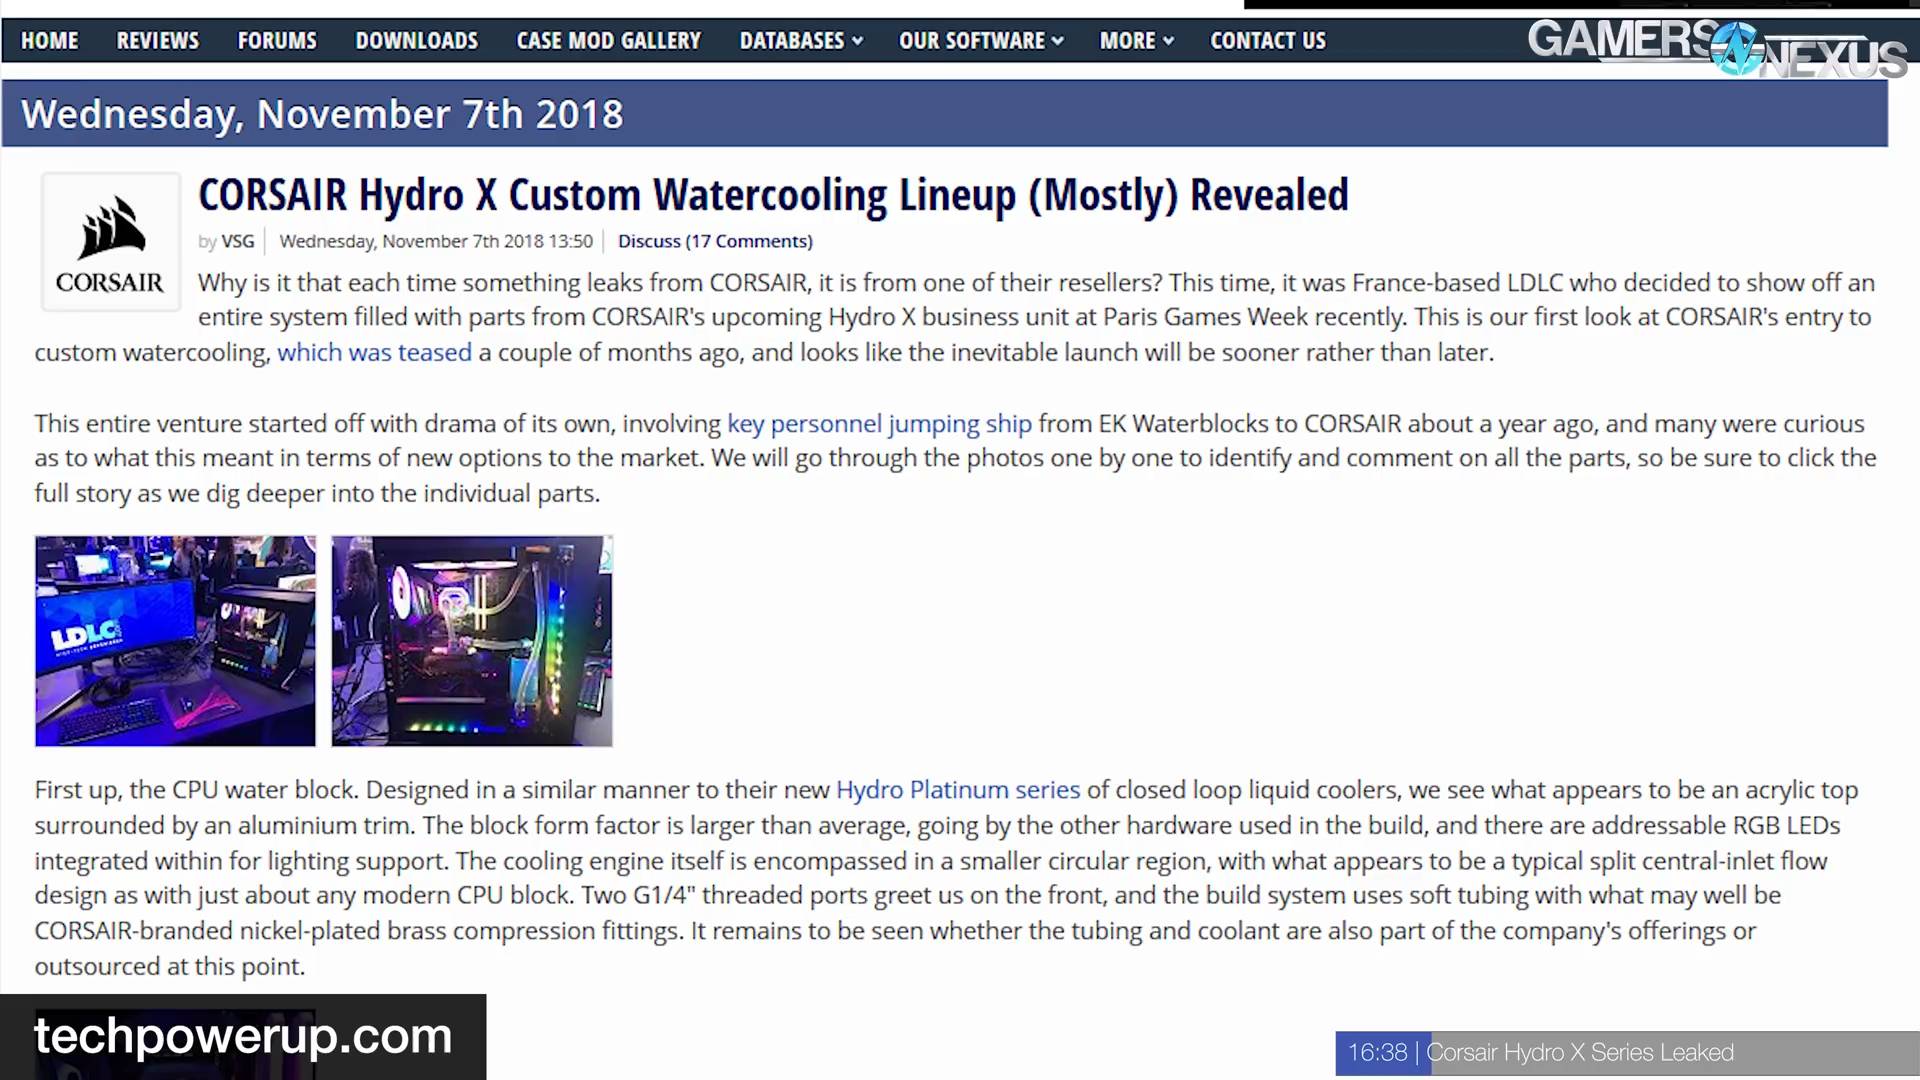 HOME REVIEWS FORUMS DOWNLOADS CASE MOD GALLERY DATABASES OUR SOFTWARE MORE CONTACT US
GAMERS NEXUS
Wednesday, November 7th 2018
CORSAIR
CORSAIR Hydro X Custom Watercooling Lineup (Mostly) Revealed
by VSG | Wednesday, November 7th 2018 13:50 | Discuss (17 Comments)
Why is it that each time something leaks from CORSAIR, it is from one of their resellers? This time, it was France-based LDLC who decided to show off an
entire system filled with parts from CORSAIR's upcoming Hydro X business unit at Paris Games Week recently. This is our first look at CORSAIR's entry to
custom watercooling, which was teased a couple of months ago, and looks like the inevitable launch will be sooner rather than later.
This entire venture started off with drama of its own, involving key personnel jumping ship from EK Waterblocks to CORSAIR about a year ago, and many were curious
as to what this meant in terms of new options to the market. We will go through the photos one by one to identify and comment on all the parts, so be sure to click the
full story as we dig deeper into the individual parts.
LDLC
First up, the CPU water block. Designed in a similar manner to their new Hydro Platinum series of closed loop liquid coolers, we see what appears to be an acrylic top
surrounded by an aluminium trim. The block form factor is larger than average, going by the other hardware used in the build, and there are addressable RGB LEDs
integrated within for lighting support. The cooling engine itself is encompassed in a smaller circular region, with what appears to be a typical split central-inlet flow
design as with just about any modern CPU block. Two G1/4" threaded ports greet us on the front, and the build system uses soft tubing with what may well be
CORSAIR-branded nickel-plated brass compression fittings. It remains to be seen whether the tubing and coolant are also part of the company's offerings or
outsourced at this point.
techpowerup.com
16:38 | Corsair Hydro X Series Leaked